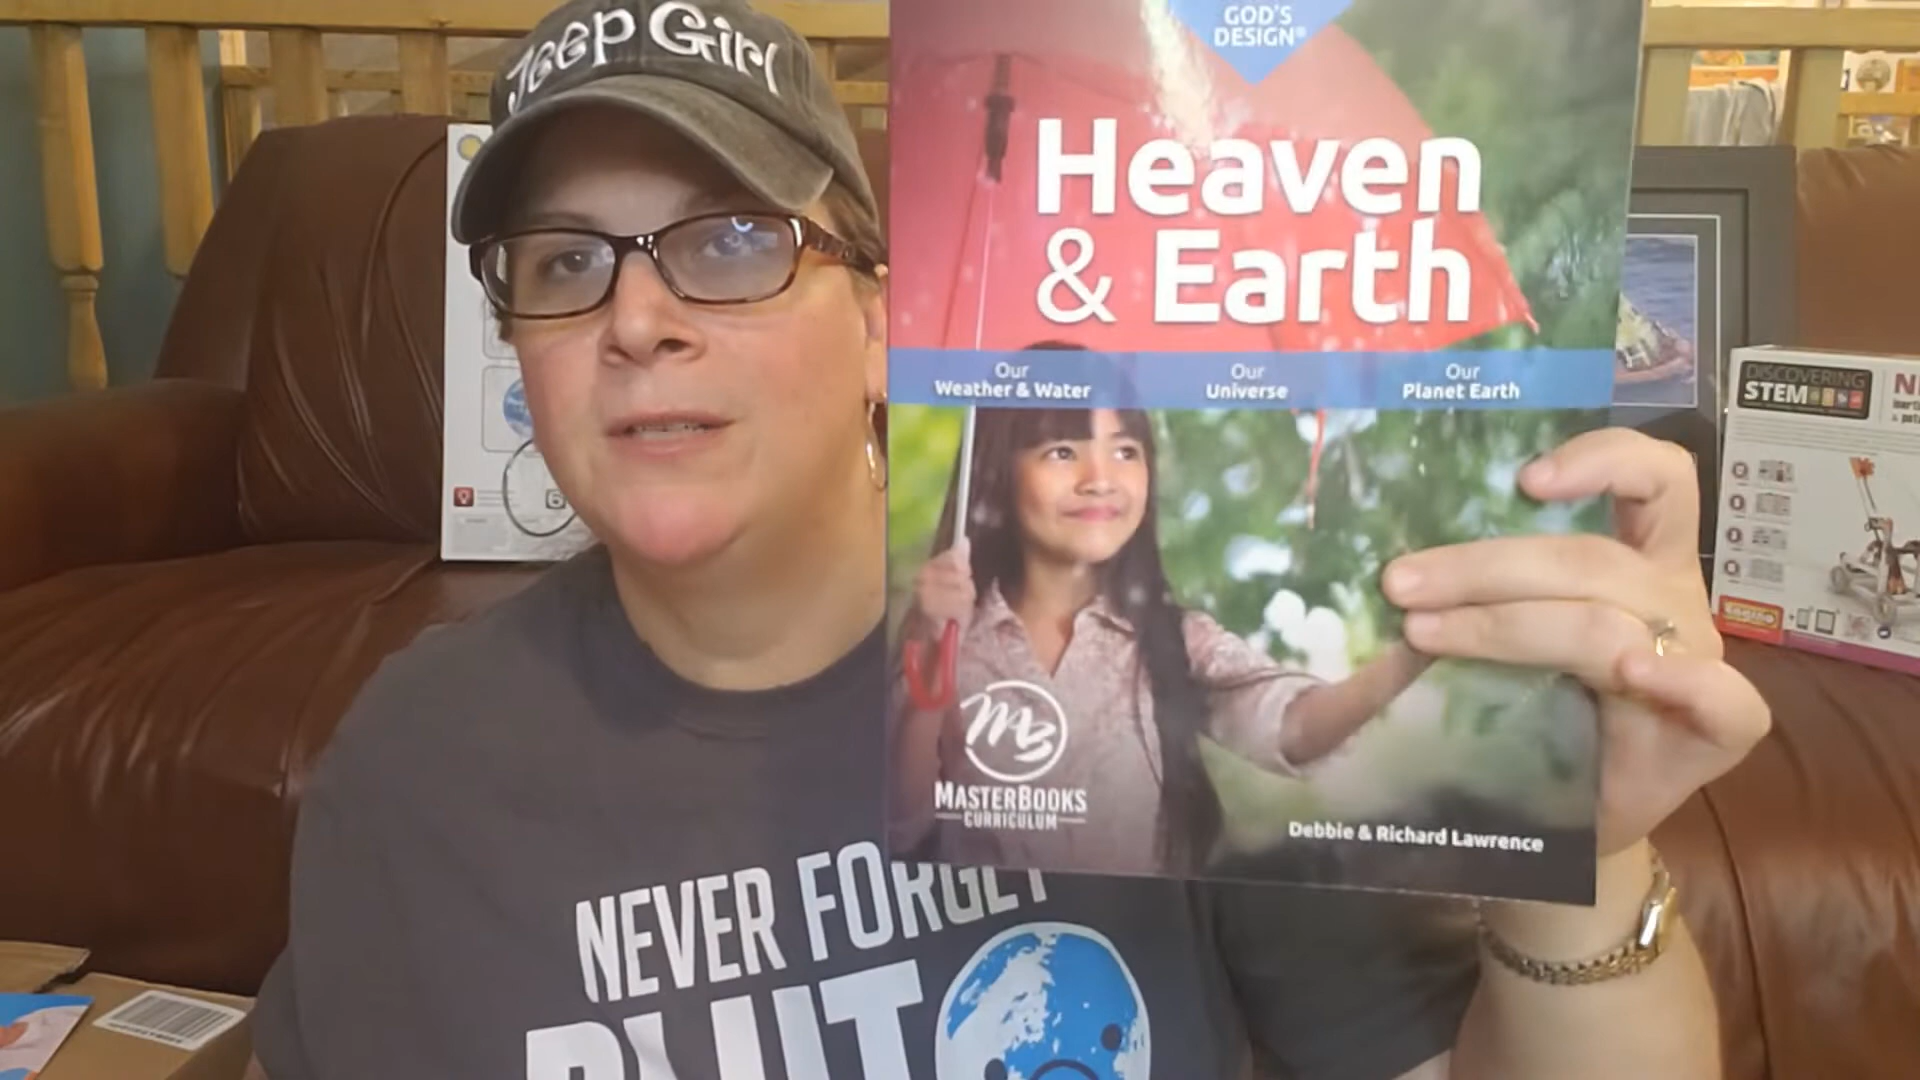 Jeep Girl
GOD'S
DESIGN®
Heaven
& Earth
Our
Weather & Water
Our
Universe
Our
Planet Earth
MASTERBOOKS
CURRICULUM
Debbie & Richard Lawrence
NEVER FORGET
DISCOVERING
STEM
6